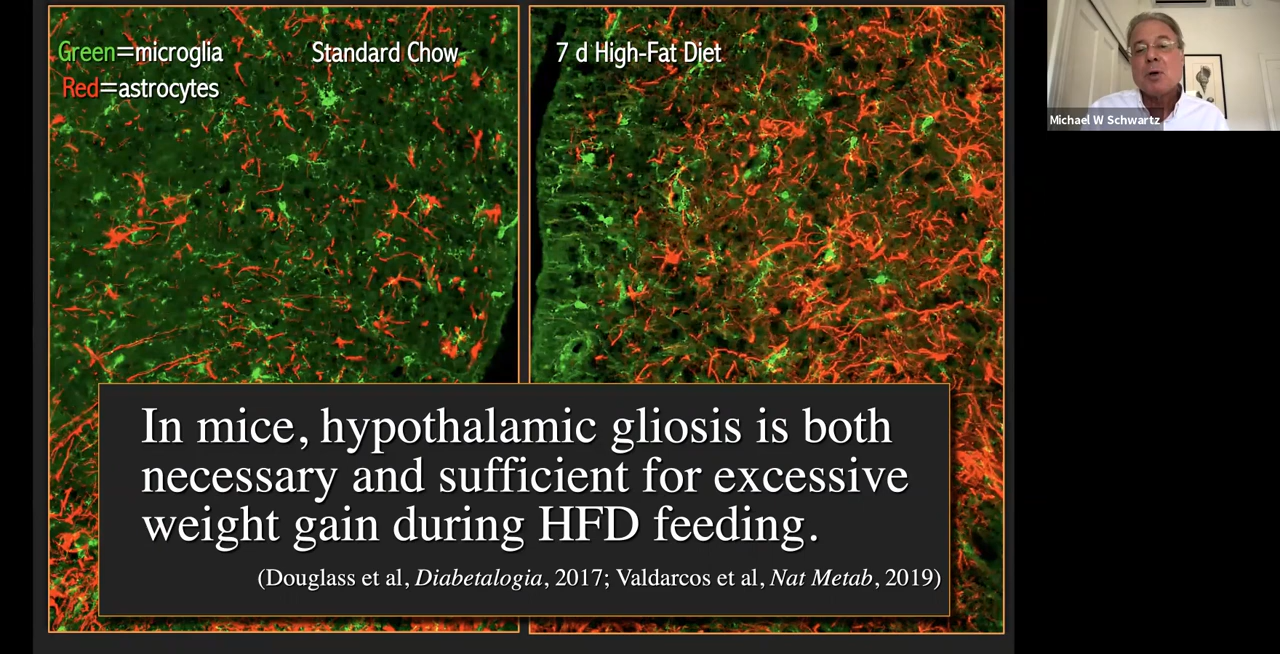 Green=microglia
Red=astrocytes
Standard Chow
7 d High-Fat Diet
Michael W Schwartz
In mice, hypothalamic gliosis is both
necessary and sufficient for excessive
weight gain during HFD feeding.
(Douglass et al, Diabetalogia, 2017; Valdarcos et al, Nat Metab, 2019)